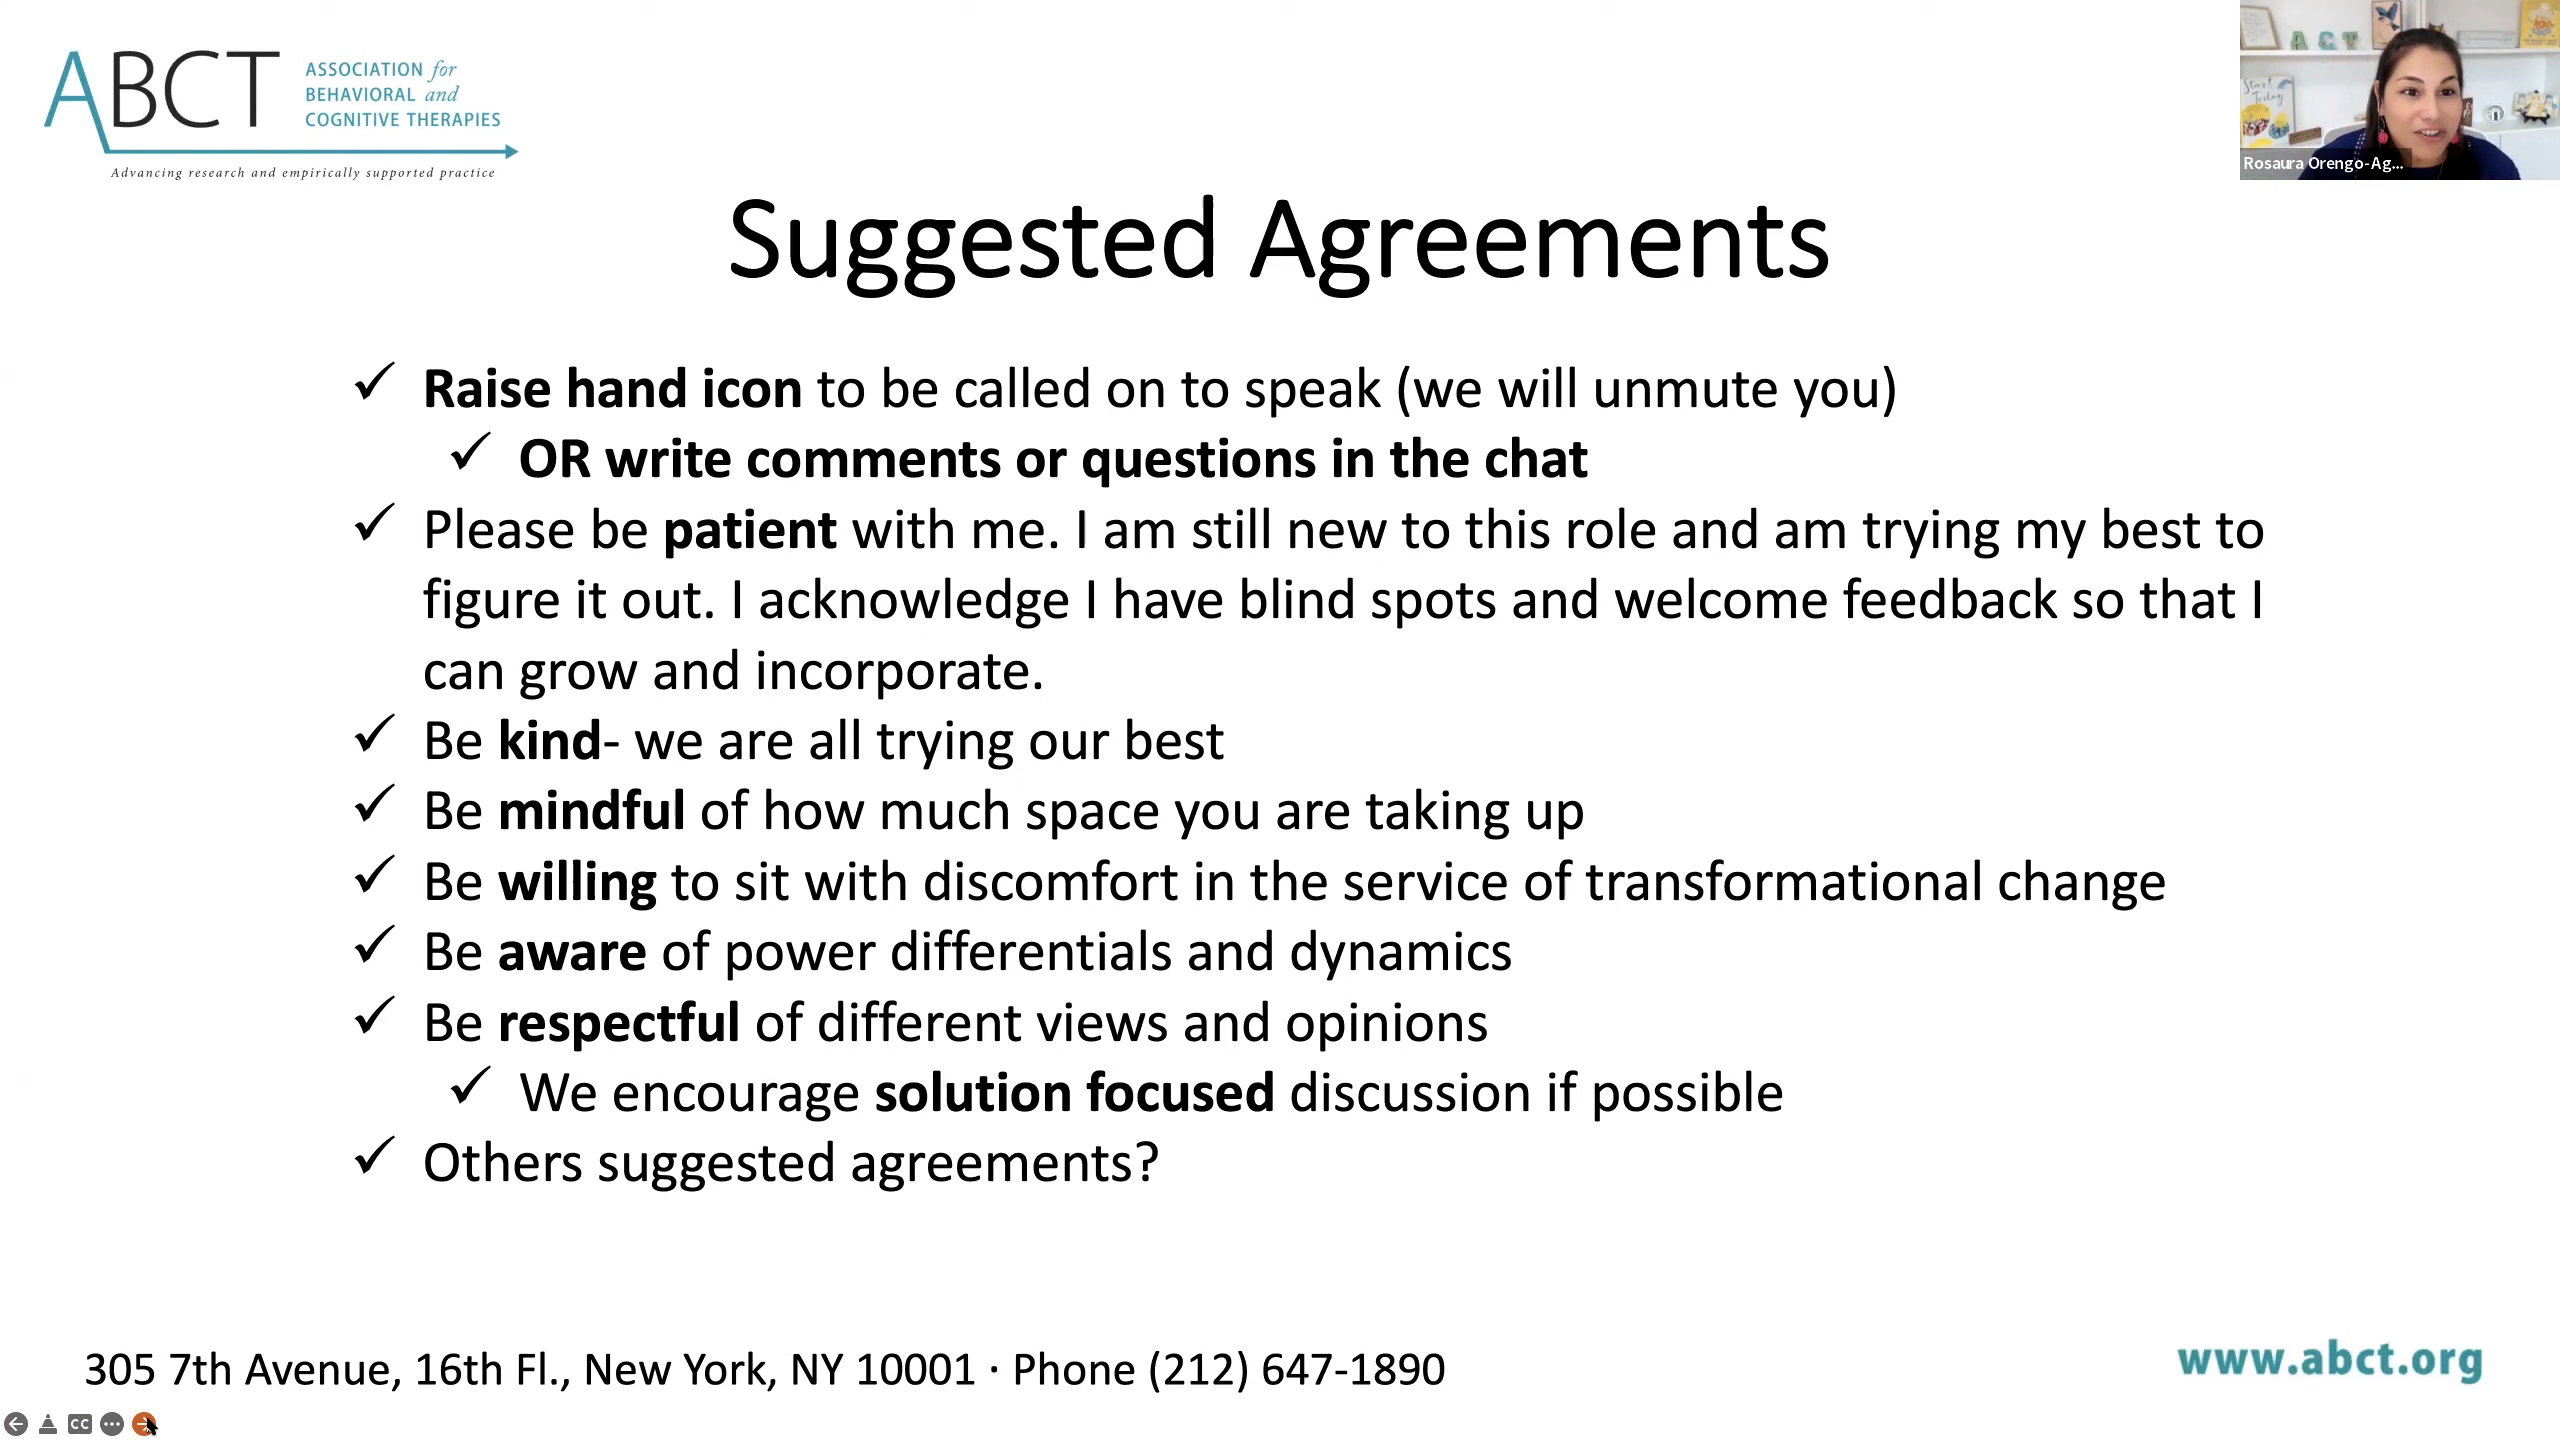 ABCT
ASSOCIATION for
BEHAVIORAL and
COGNITIVE THERAPIES
Advancing research and empirically supported practice
ABCT
Start
Today
Rosaura Orengo-Ag...
Suggested Agreements
✓ Raise hand icon to be called on to speak (we will unmute you)
✓ OR write comments or questions in the chat
✓ Please be patient with me. I am still new to this role and am trying my best to
figure it out. I acknowledge I have blind spots and welcome feedback so that I
can grow and incorporate.
✓ Be kind- we are all trying our best
✓ Be mindful of how much space you are taking up
✓ Be willing to sit with discomfort in the service of transformational change
✓ Be aware of power differentials and dynamics
✓ Be respectful of different views and opinions
✓ We encourage solution focused discussion if possible
✓ Others suggested agreements?
305 7th Avenue, 16th Fl., New York, NY 10001 · Phone (212) 647-1890
www.abct.org
CC